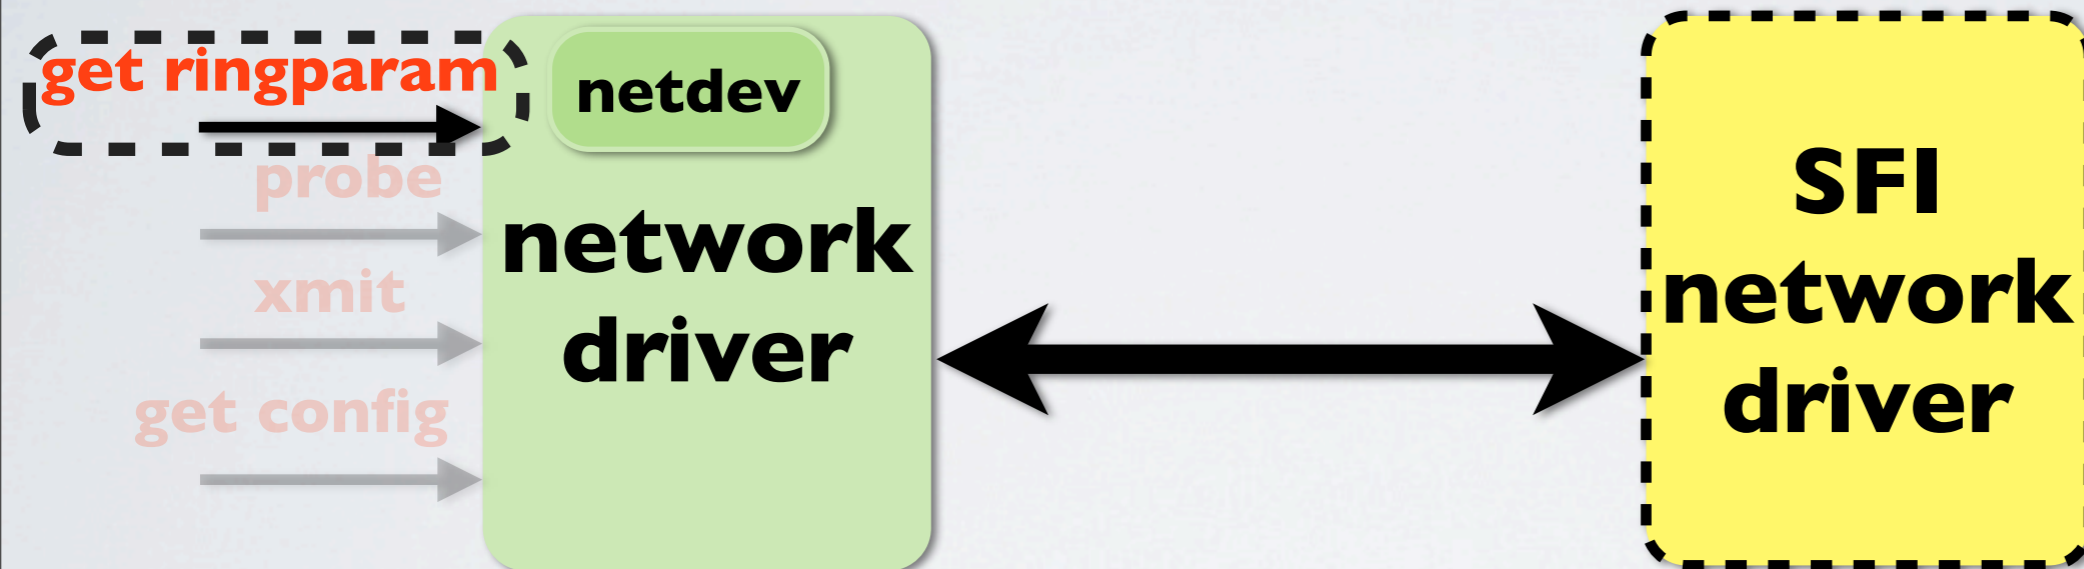 get ringparam
probe
xmit
get config
netdev
network
driver
SFI
network
driver